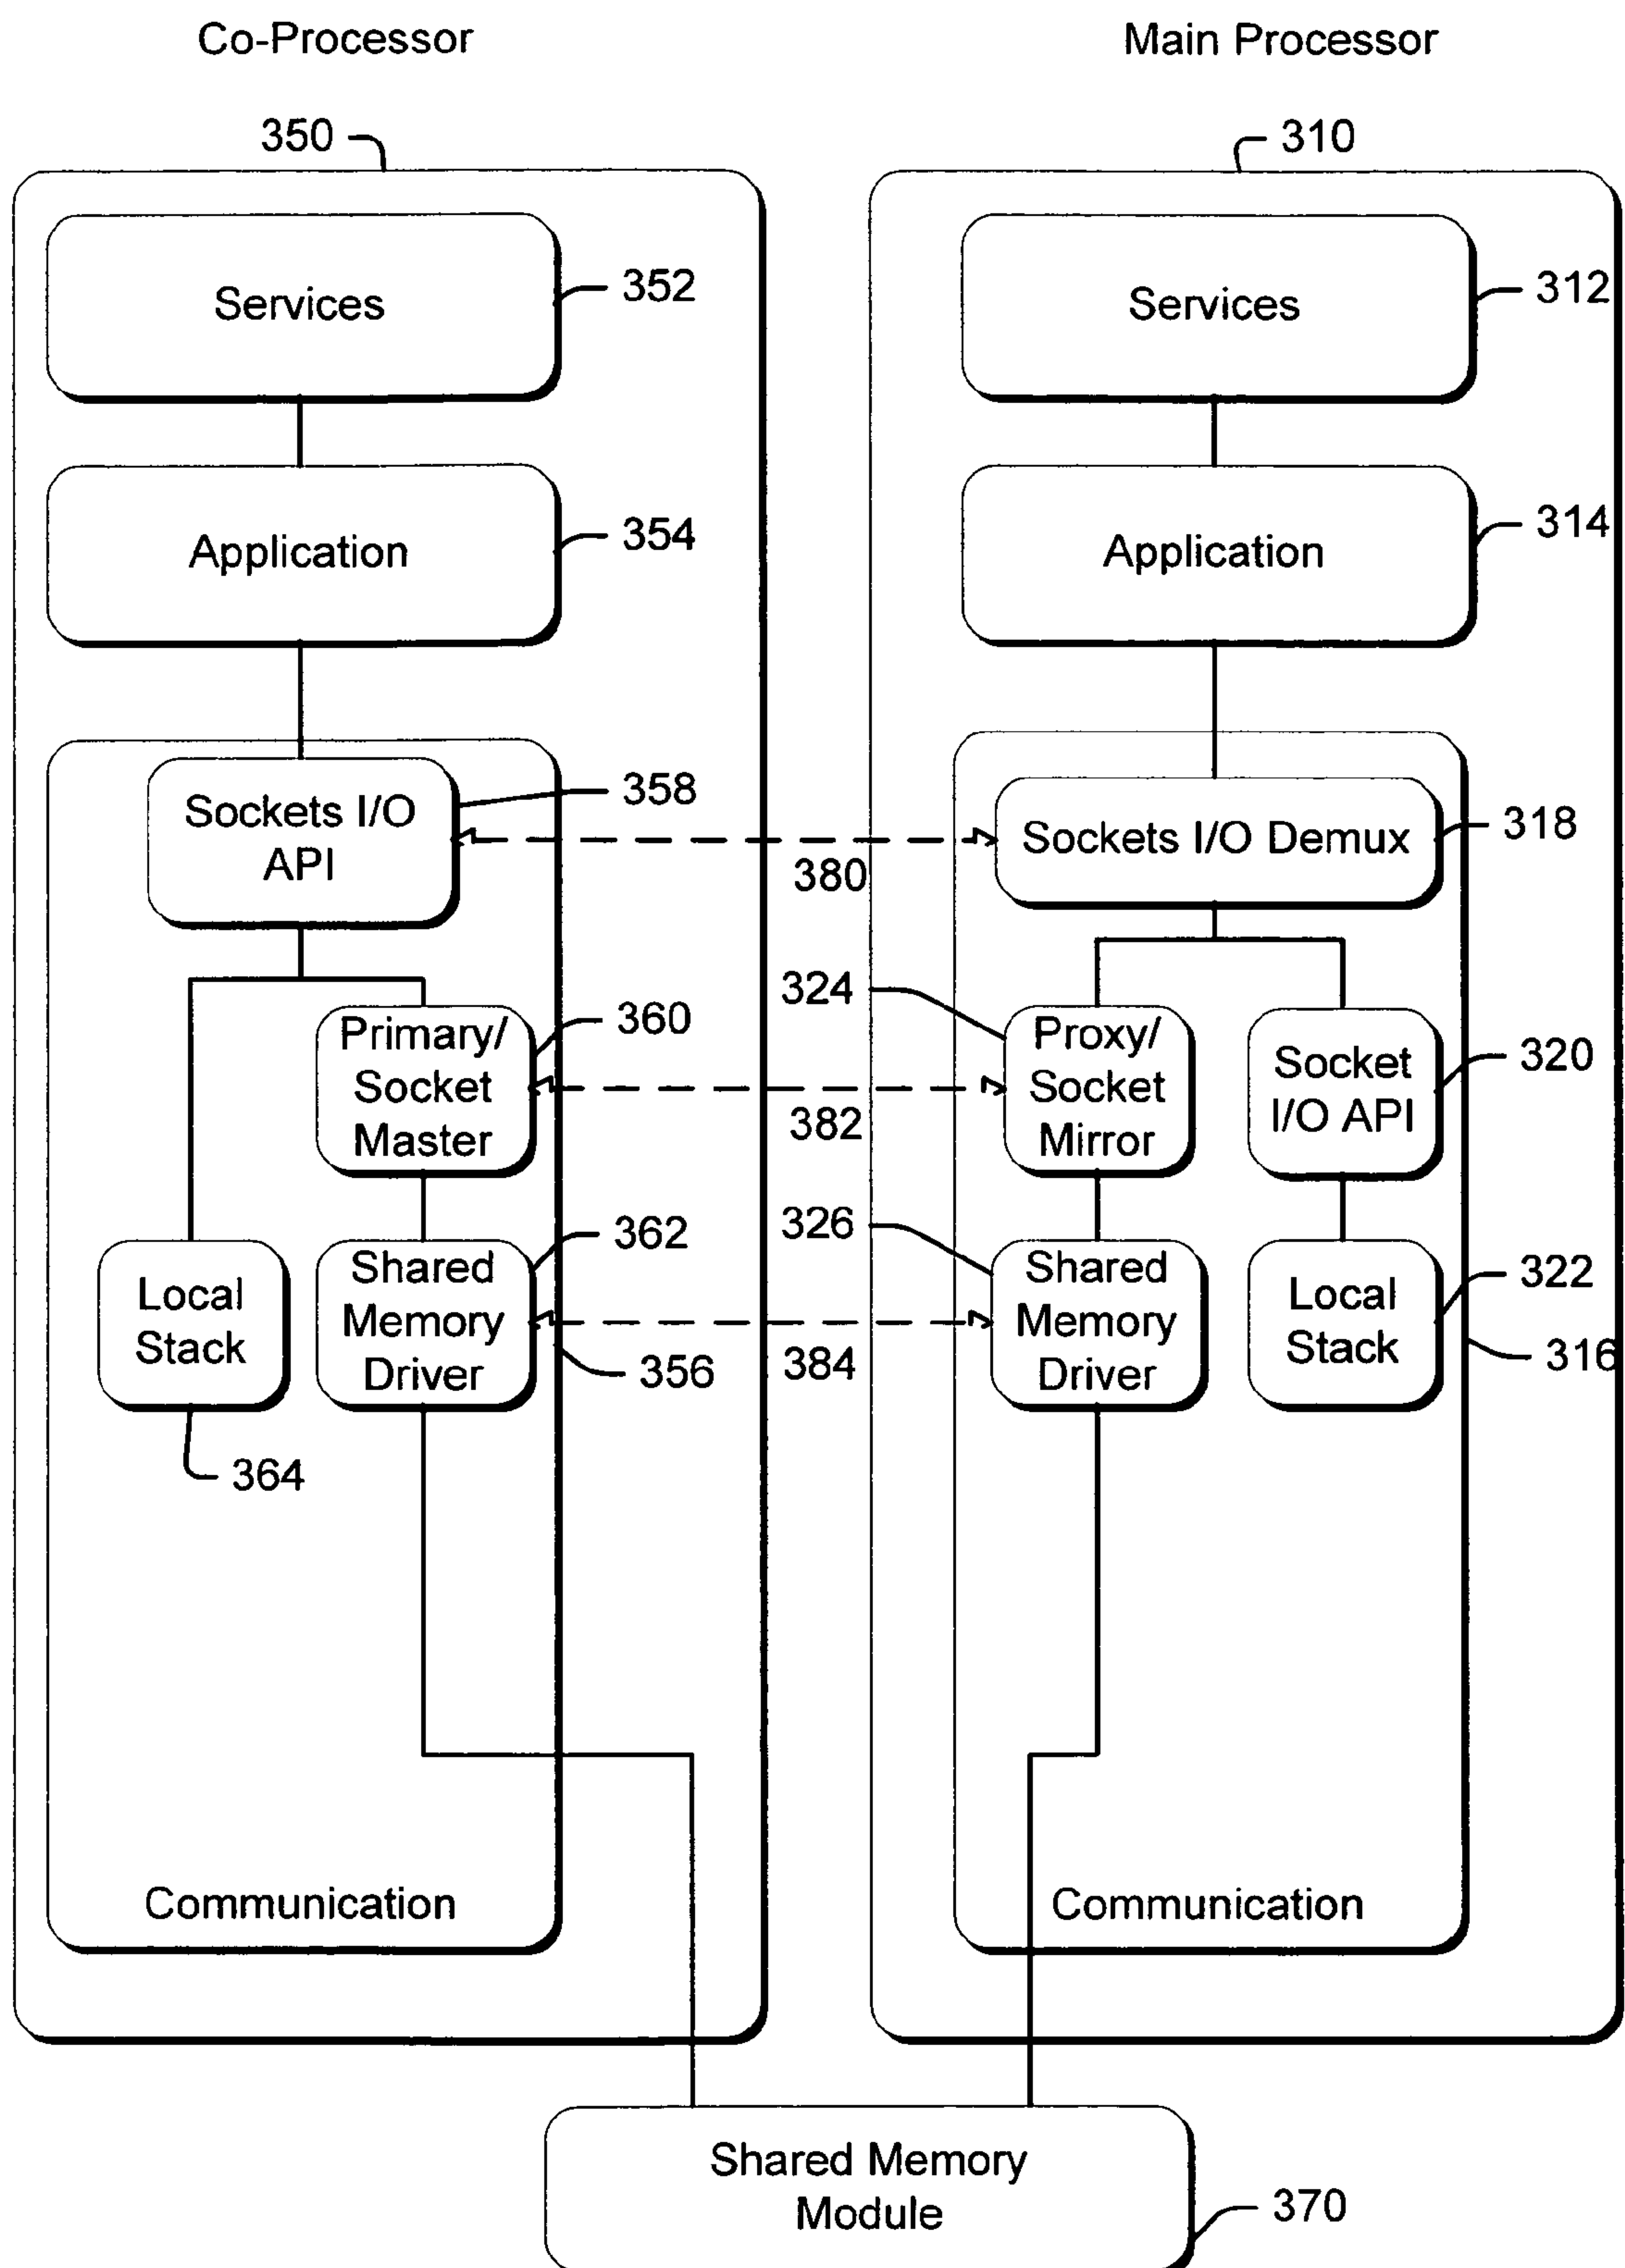 Co-Processor
Main Processor
350
310
Services
352
Services
312
Application
354
Application
314
Sockets I/O
API
358
Sockets I/O Demux
318
380
324
Primary/
Socket
Master
360
Proxy/
Socket
Mirror
Socket
I/O API
320
382
326
Local
Stack
Shared
Memory
Driver
362
Shared
Memory
Driver
Local
Stack
322
356
384
316
364
Communication
Communication
Shared Memory
Module
370